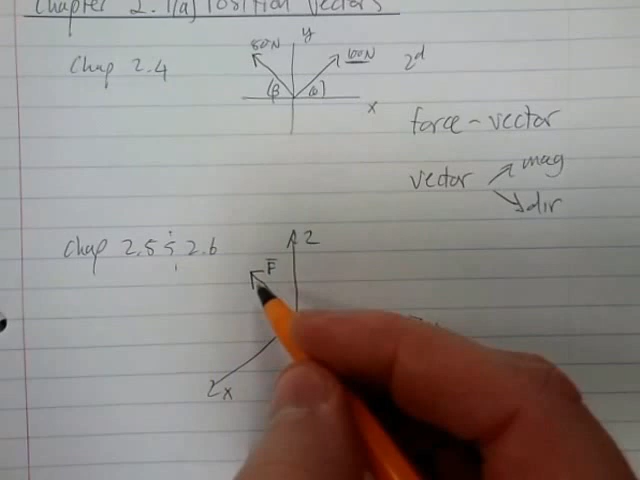 Chapter 2.7(a) Position Vectors
Chap 2.4
80N
y
100N
2d
(β
(α)
x
force - vector
vector
mag
dir
Chap 2.5 & 2.6
Z
F
x